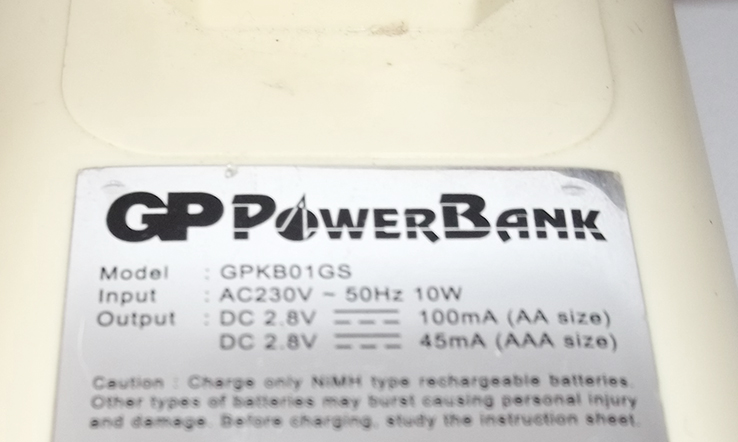 GP POWERBANK
Model : GPKB01GS
Input : AC230V ~ 50Hz 10W
Output : DC 2.8V 100mA (AA size)
DC 2.8V 45mA (AAA size)
Caution : Charge only NiMH type rechargeable batteries.
Other types of batteries may burst causing personal injury
and damage. Before charging, study the instruction sheet.